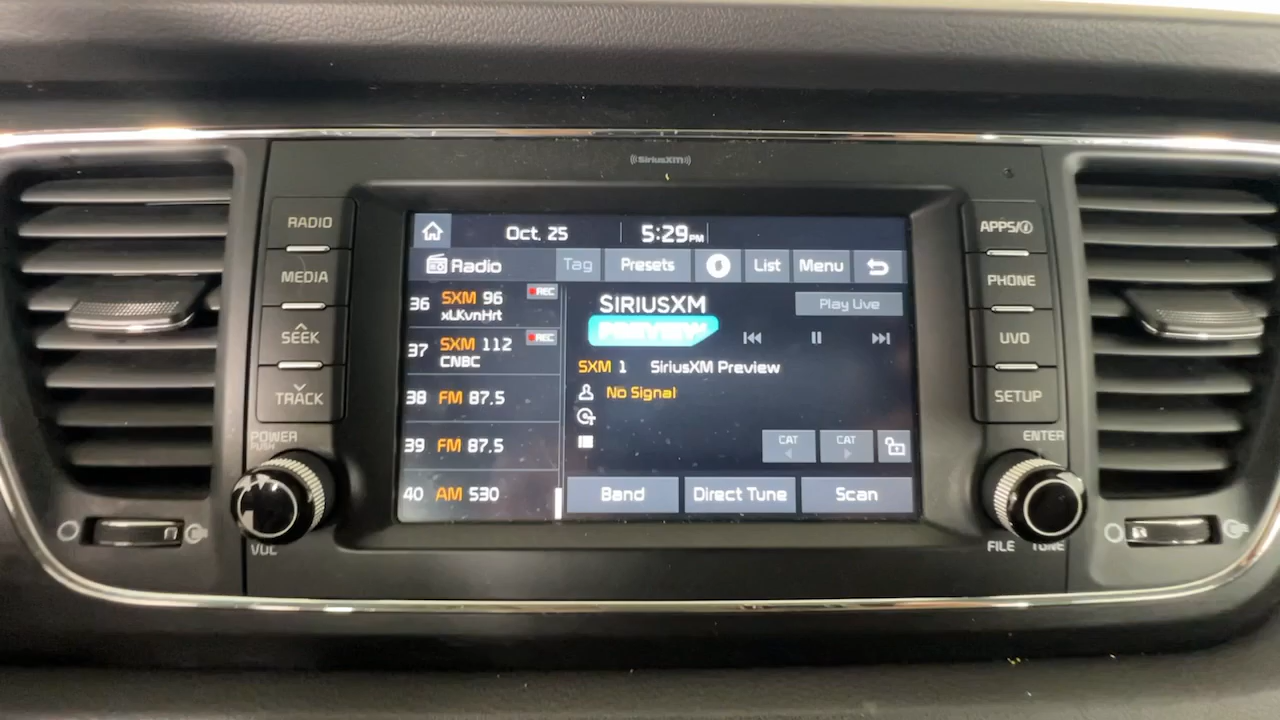 SiriusXM
Oct. 25 5:29 PM
Radio Tag Presets List Menu
36 SXM 96 REC
xLKvnHrt
37 SXM 112 REC
CNBC
38 FM 87.5
39 FM 87.5
40 AM 530
SIRIUSXM
PREVIEW
Play Live
SXM 1 SiriusXM Preview
No Signal
CAT CAT
Band Direct Tune Scan
RADIO
MEDIA
SEEK
TRACK
POWER
PUSH
VOL
APPS/i
PHONE
UVO
SETUP
ENTER
FILE TUNE